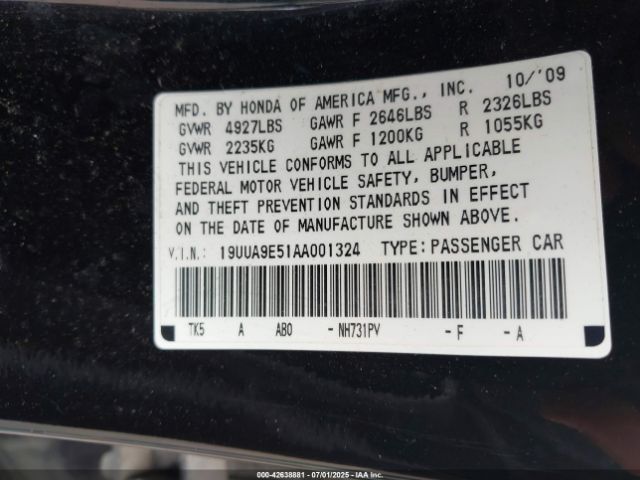 MFD. BY HONDA OF AMERICA MFG., INC. 10/'09
GVWR 4927LBS GAWR F 2646LBS R 2326LBS
GVWR 2235KG GAWR F 1200KG R 1055KG
THIS VEHICLE CONFORMS TO ALL APPLICABLE
FEDERAL MOTOR VEHICLE SAFETY, BUMPER,
AND THEFT PREVENTION STANDARDS IN EFFECT
ON THE DATE OF MANUFACTURE SHOWN ABOVE.
V.I.N.: 19UUA9E51AA001324 TYPE:PASSENGER CAR
TK5 A AB0 -NH731PV -F -A
000-42638881 - 07/01/2025 - IAAI.COM